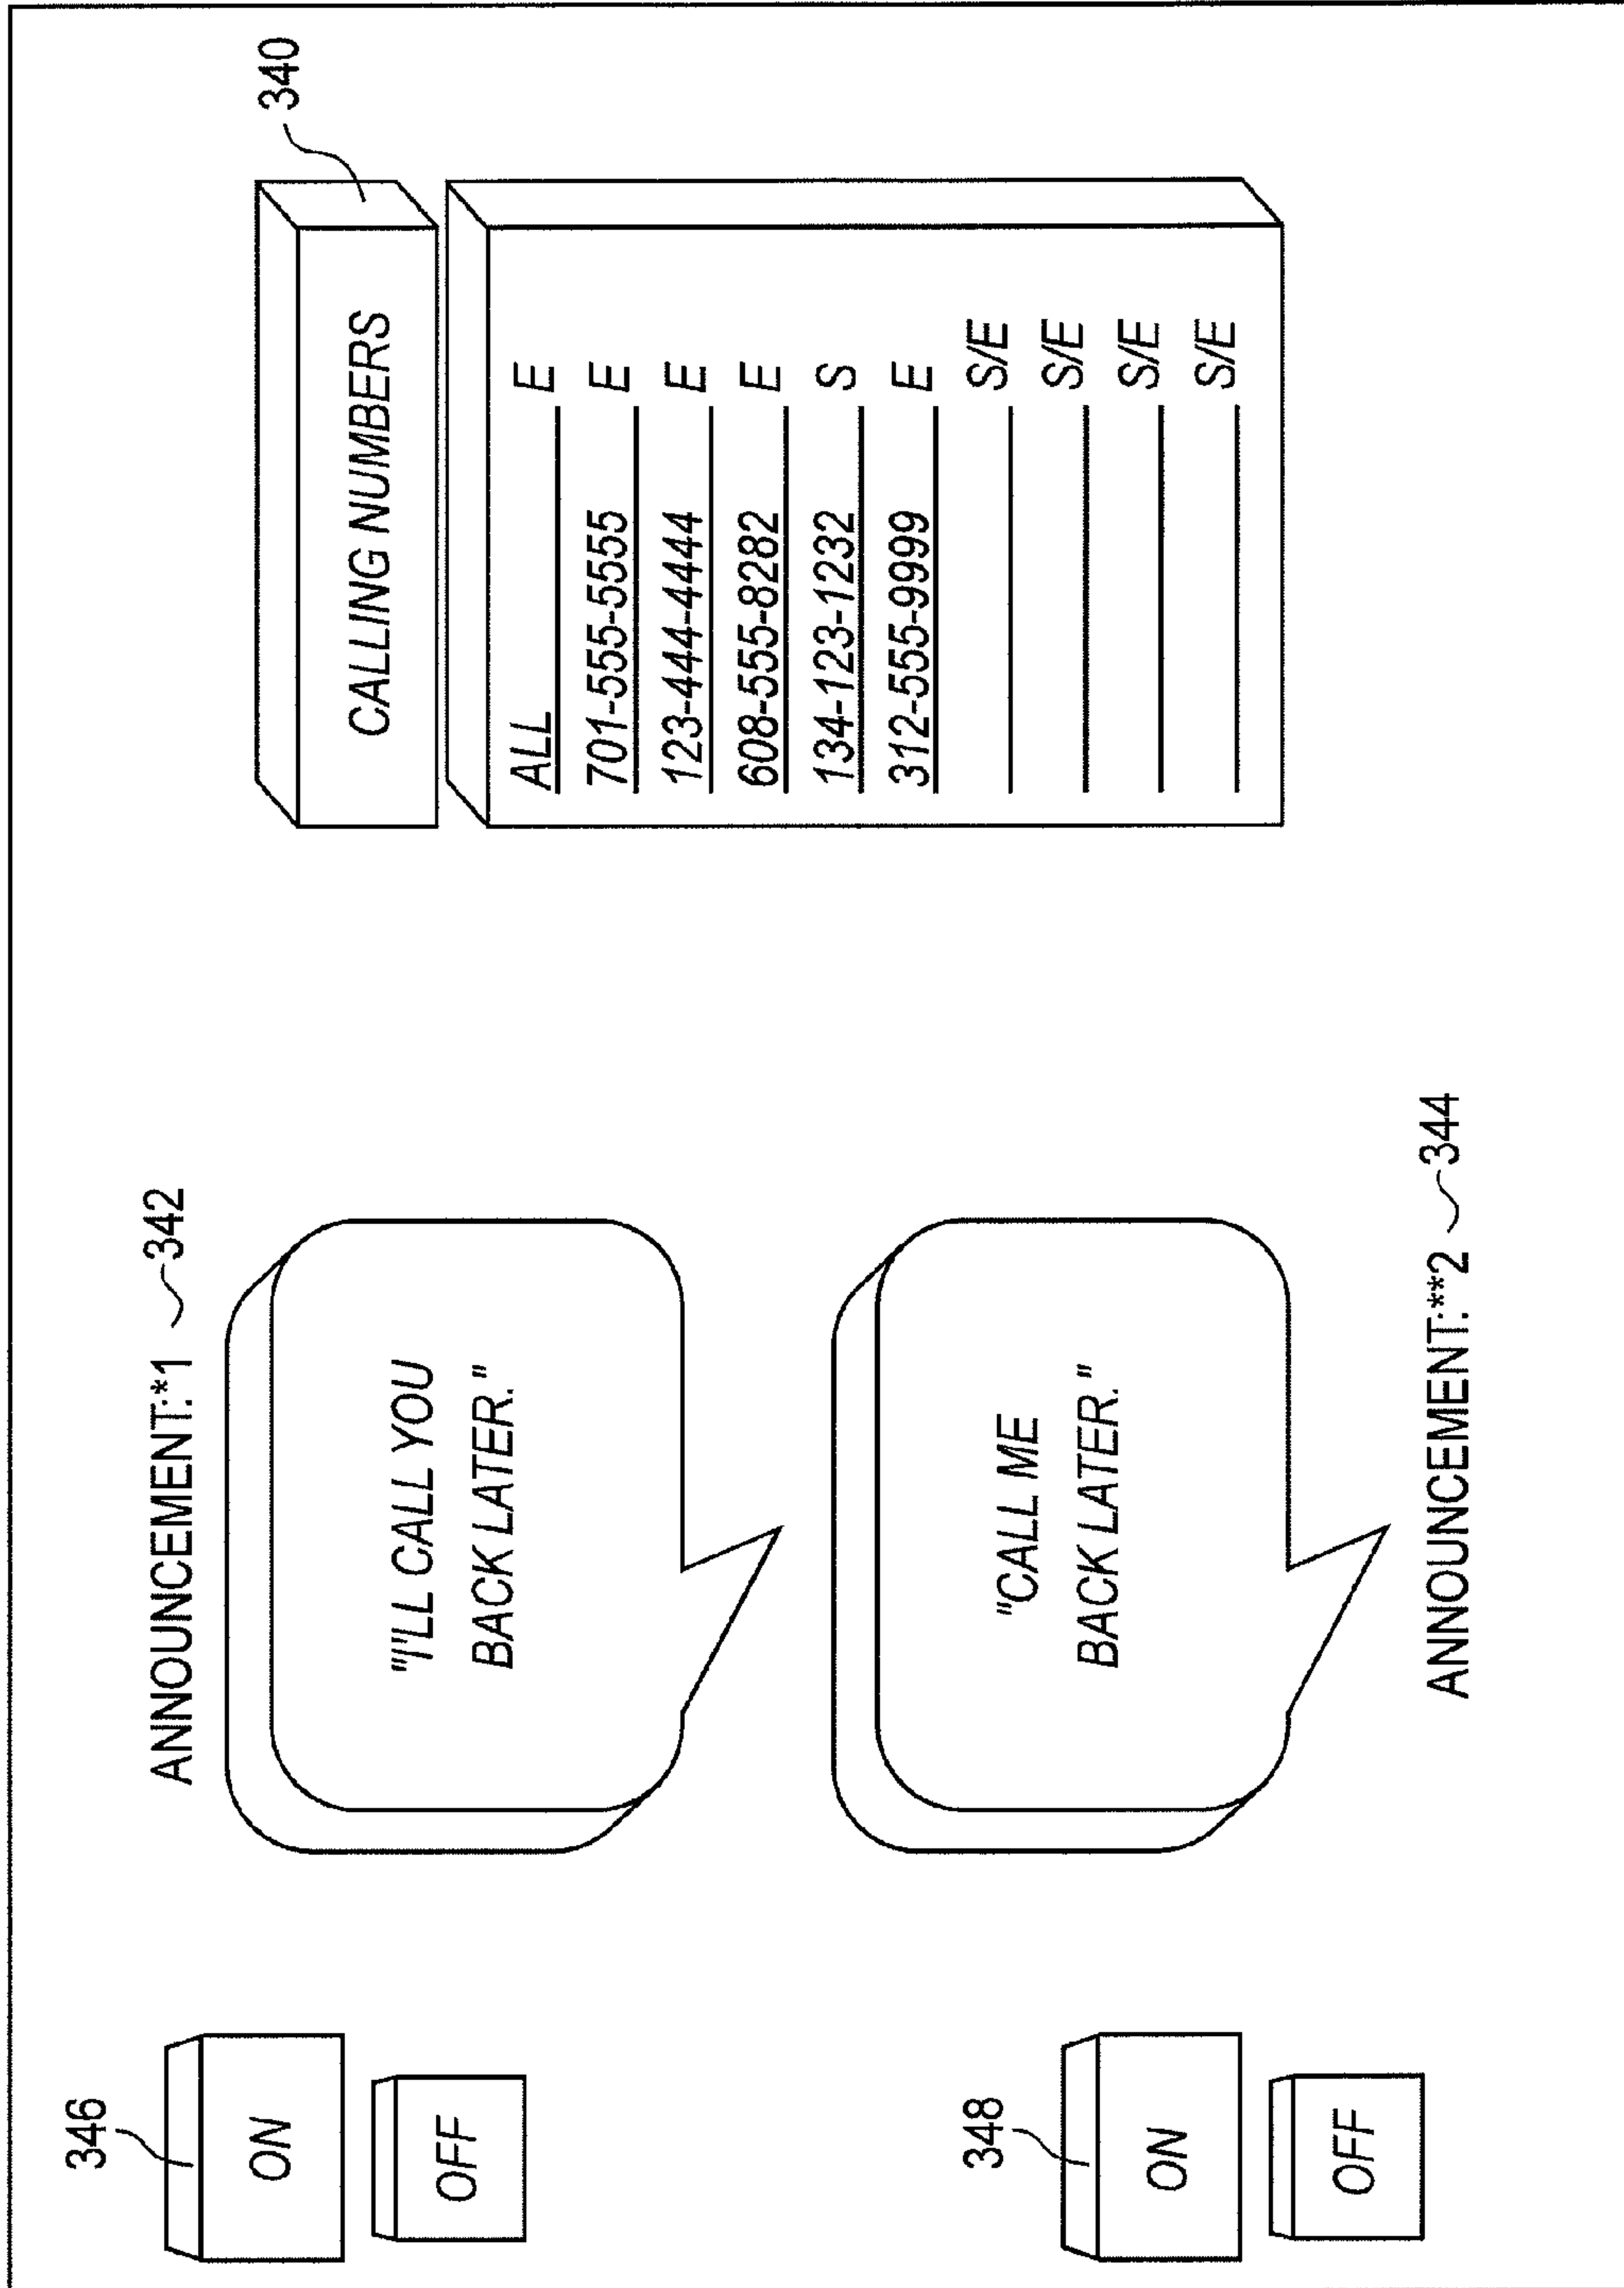 346
ON
OFF
348
ON
OFF
ANNOUNCEMENT:*1 342
"I'LL CALL YOU
BACK LATER."
"CALL ME
BACK LATER."
ANNOUNCEMENT:**2 344
340
CALLING NUMBERS
ALL E
701-555-5555 E
123-444-4444 E
608-555-8282 E
134-123-1232 S
312-555-9999 E
S/E
S/E
S/E
S/E